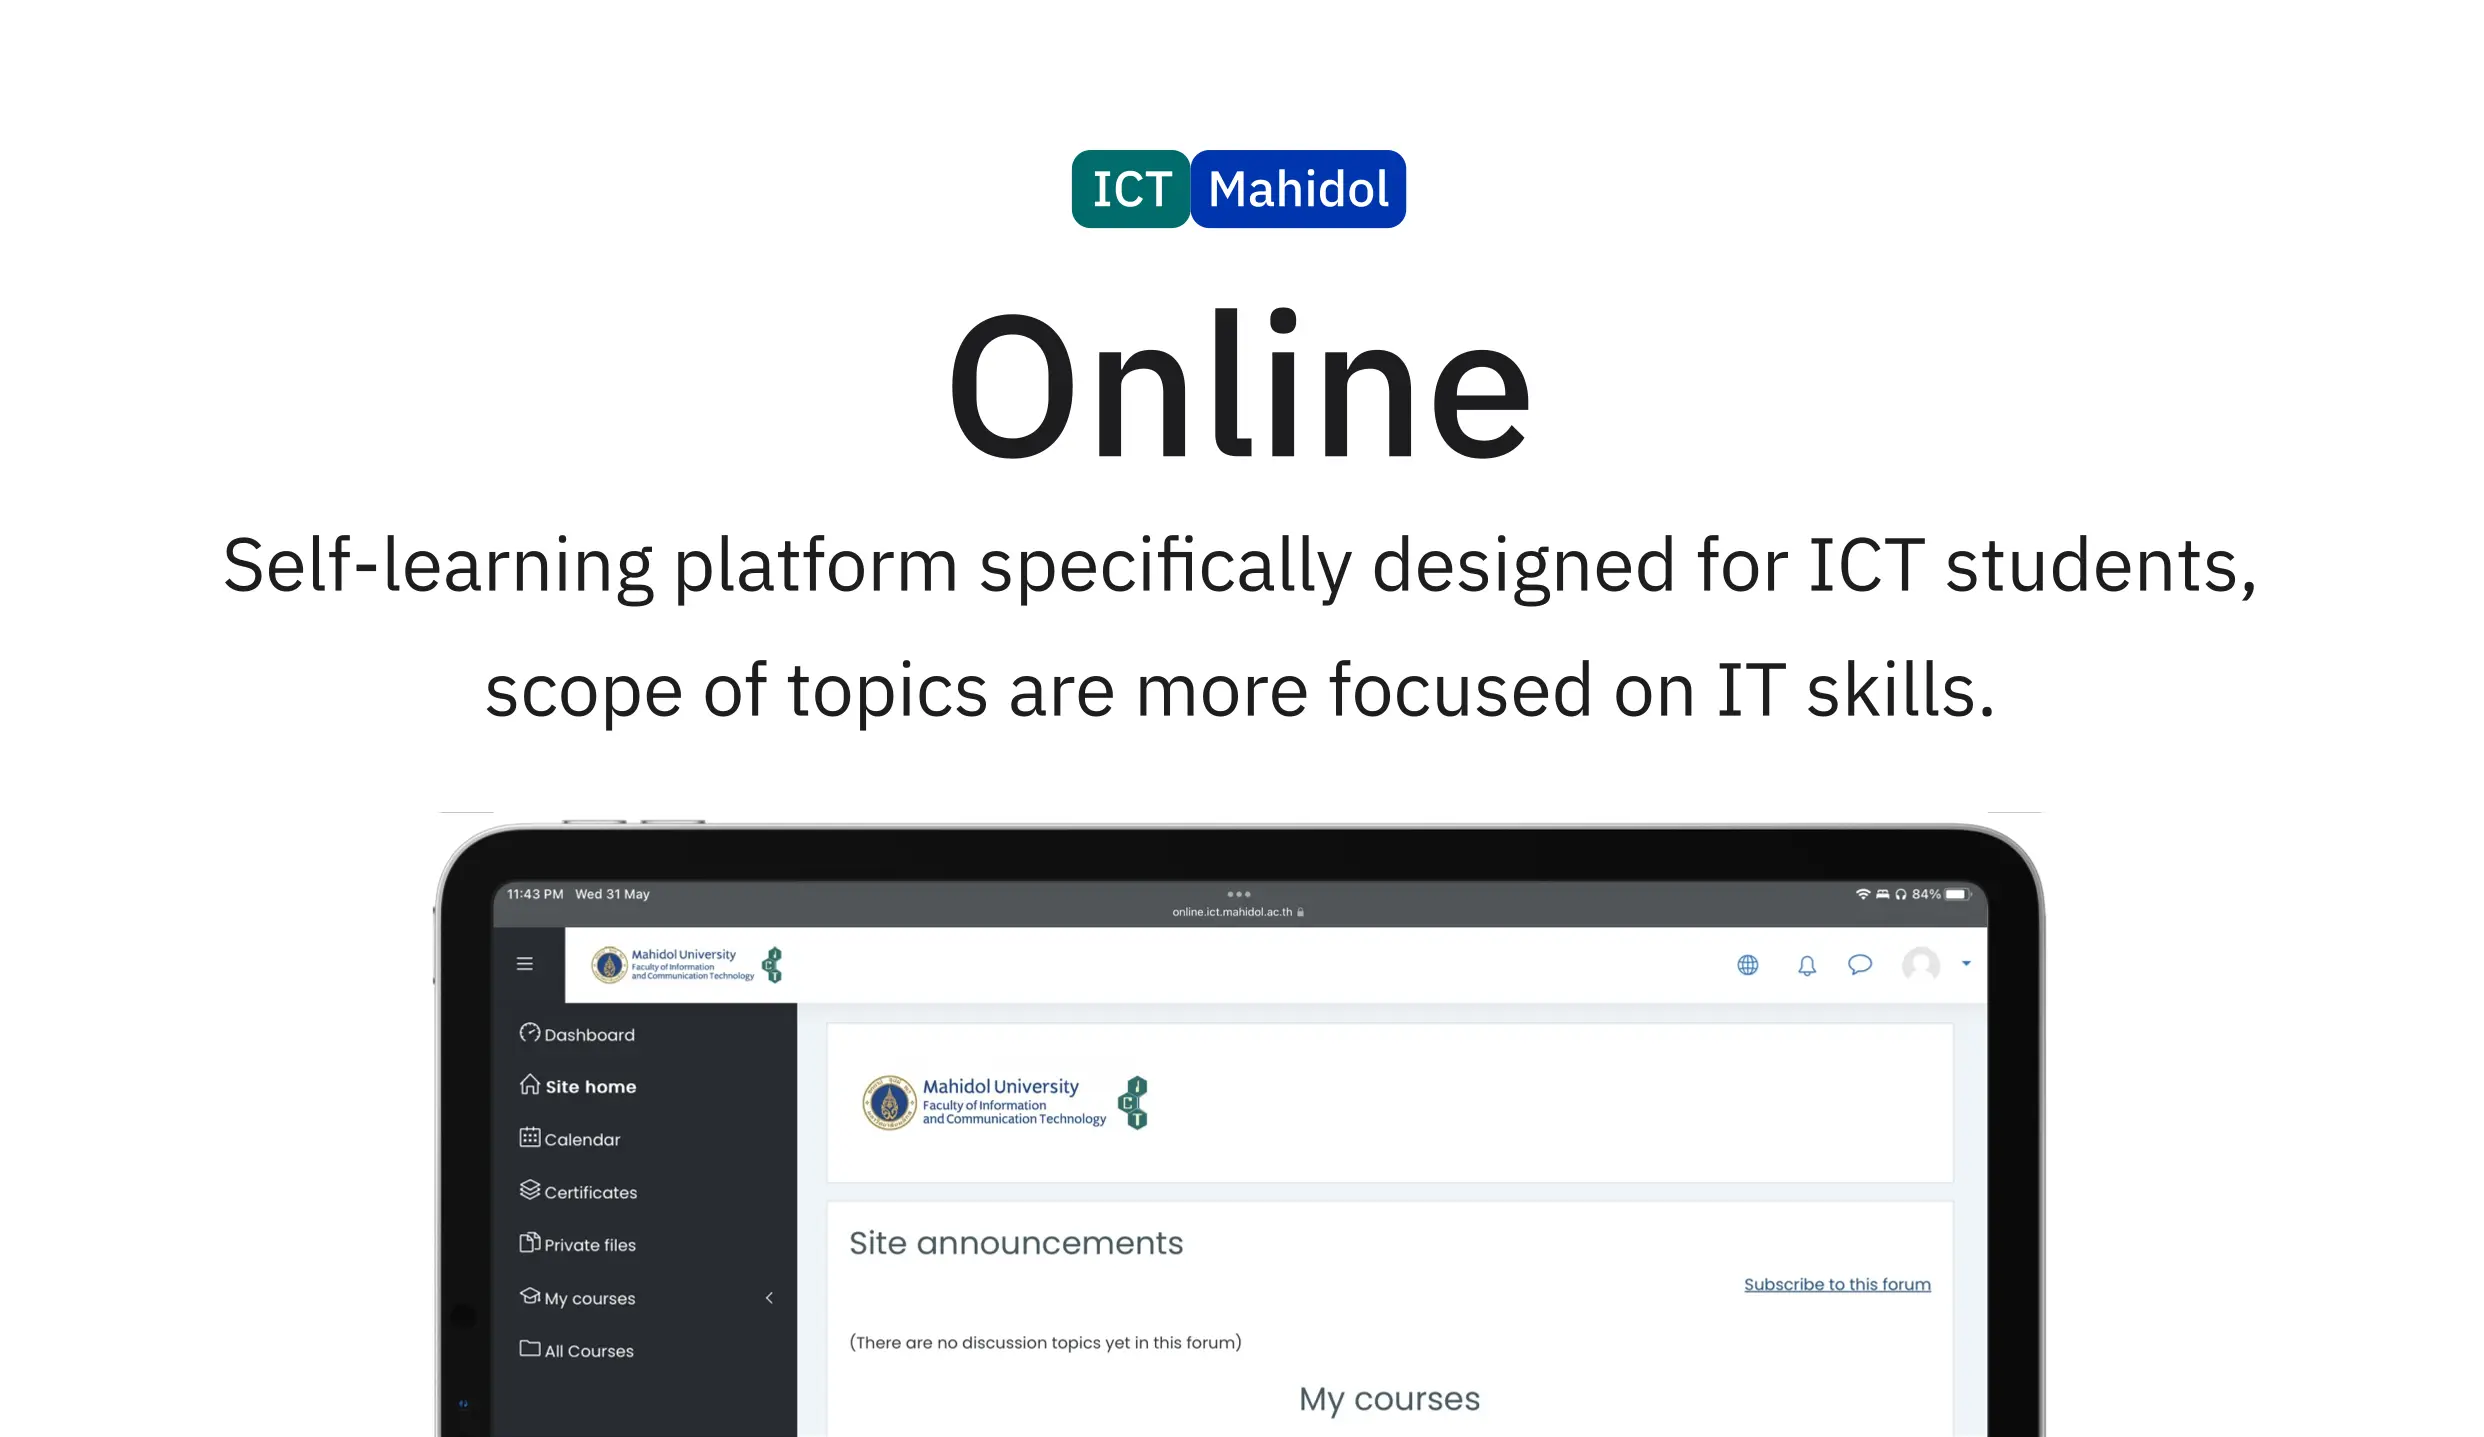 ICT Mahidol
Online
Self-learning platform specifically designed for ICT students,
scope of topics are more focused on IT skills.
11:43 PM Wed 31 May
84%
online.ict.mahidol.ac.th
Mahidol University
Faculty of Information
and Communication Technology
ICT
Dashboard
Site home
Calendar
Certificates
Private files
My courses
All Courses
Mahidol University
Faculty of Information
and Communication Technology
ICT
Site announcements
Subscribe to this forum
(There are no discussion topics yet in this forum)
My courses